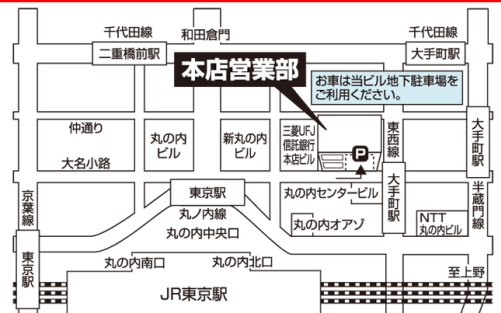 千代田線
和田倉門
千代田線
二重橋前駅
大手町駅
本店営業部
お車は当ビル地下駐車場を
ご利用ください。
仲通り
大名小路
丸の内
ビル
新丸の内
ビル
三菱UFJ
信託銀行
本店ビル
P
東西線
大手町駅
大手町駅
半蔵門線
京葉線
東京駅
東京駅
丸ノ内線
丸の内中央口
丸の内センタービル
丸の内オアゾ
NTT
丸の内ビル
丸の内南口
丸の内北口
至上野
JR東京駅